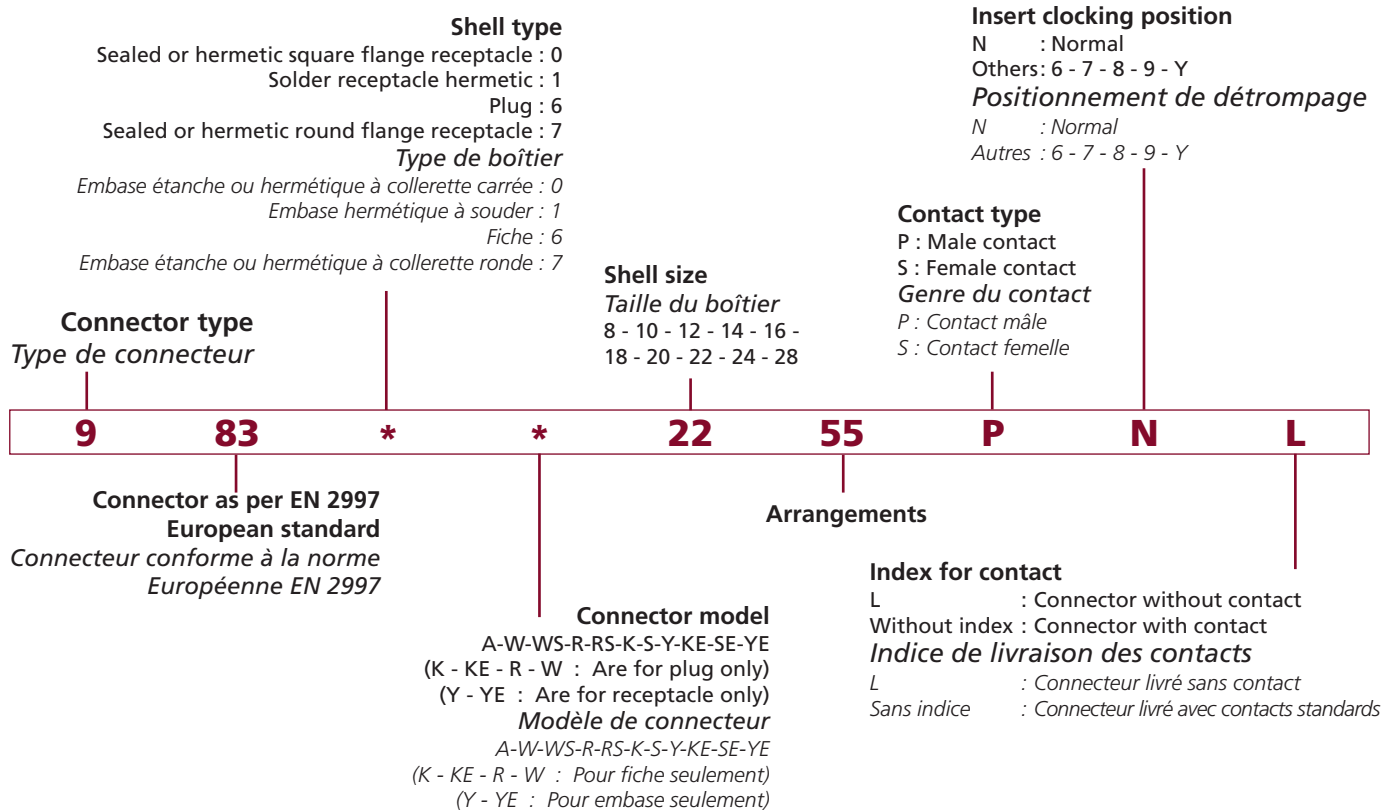 Shell type
Sealed or hermetic square flange receptacle : 0
Solder receptacle hermetic : 1
Plug : 6
Sealed or hermetic round flange receptacle : 7
Type de boîtier
Embase étanche ou hermétique à collerette carrée : 0
Embase hermétique à souder : 1
Fiche : 6
Embase étanche ou hermétique à collerette ronde : 7
Insert clocking position
N : Normal
Others: 6 - 7 - 8 - 9 - Y
Positionnement de détrompage
N : Normal
Autres : 6 - 7 - 8 - 9 - Y
Contact type
P : Male contact
S : Female contact
Genre du contact
P : Contact mâle
S : Contact femelle
Shell size
Taille du boîtier
8 - 10 - 12 - 14 - 16 -
18 - 20 - 22 - 24 - 28
Connector type
Type de connecteur
9 83 * * 22 55 P N L
Connector as per EN 2997
European standard
Connecteur conforme à la norme
Européenne EN 2997
Arrangements
Connector model
A-W-WS-R-RS-K-S-Y-KE-SE-YE
(K - KE - R - W : Are for plug only)
(Y - YE : Are for receptacle only)
Modèle de connecteur
A-W-WS-R-RS-K-S-Y-KE-SE-YE
(K - KE - R - W : Pour fiche seulement)
(Y - YE : Pour embase seulement)
Index for contact
L : Connector without contact
Without index : Connector with contact
Indice de livraison des contacts
L : Connecteur livré sans contact
Sans indice : Connecteur livré avec contacts standards